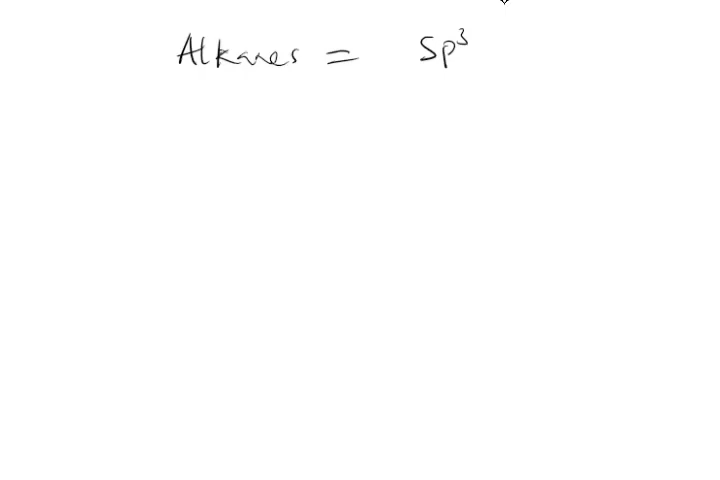 Alkanes = Sp³